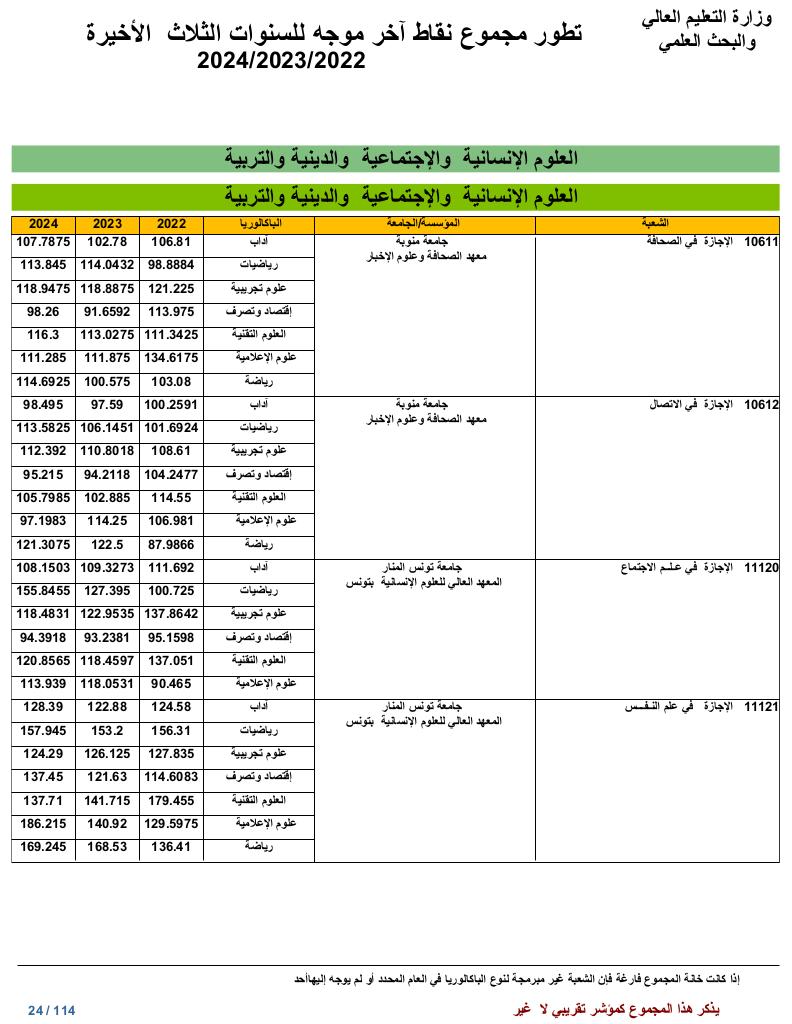 وزارة التعليم العالي
والبحث العلمي
تطور مجموع نقاط آخر موجه للسنوات الثلاث الأخيرة
2024/2023/2022
العلوم الإنسانية والإجتماعية والدينية والتربية
العلوم الإنسانية والإجتماعية والدينية والتربية
الشعبة المؤسسة/الجامعة الباكالوريا 2022 2023 2024
10611 الإجازة في الصحافة جامعة منوبة آداب 106.81 102.78 107.7875
معهد الصحافة وعلوم الإخبار
رياضيات 98.8884 114.0432 113.845
علوم تجريبية 121.225 118.8875 118.9475
إقتصاد وتصرف 113.975 91.6592 98.26
العلوم التقنية 111.3425 113.0275 116.3
علوم الإعلامية 134.6175 111.875 111.285
رياضة 103.08 100.575 114.6925
10612 الإجازة في الاتصال جامعة منوبة آداب 100.2591 97.59 98.495
معهد الصحافة وعلوم الإخبار
رياضيات 101.6924 106.1451 113.5825
علوم تجريبية 108.61 110.8018 112.392
إقتصاد وتصرف 104.2477 94.2118 95.215
العلوم التقنية 114.55 102.885 105.7985
علوم الإعلامية 106.981 114.25 97.1983
رياضة 87.9866 122.5 121.3075
11120 الإجازة في علم الاجتماع جامعة تونس المنار آداب 111.692 109.3273 108.1503
المعهد العالي للعلوم الإنسانية بتونس
رياضيات 100.725 127.395 155.8455
علوم تجريبية 137.8642 122.9535 118.4831
إقتصاد وتصرف 95.1598 93.2381 94.3918
العلوم التقنية 137.051 118.4597 120.8565
علوم الإعلامية 90.465 118.0531 113.939
11121 الإجازة في علم النفس جامعة تونس المنار آداب 124.58 122.88 128.39
المعهد العالي للعلوم الإنسانية بتونس
رياضيات 156.31 153.2 157.945
علوم تجريبية 127.835 126.125 124.29
إقتصاد وتصرف 114.6083 121.63 137.45
العلوم التقنية 179.455 141.715 137.71
علوم الإعلامية 129.5975 140.92 186.215
رياضة 136.41 168.53 169.245
إذا كانت خانة المجموع فارغة فإن الشعبة غير مبرمجة لنوع الباكالوريا في العام المحدد أو لم يوجه إليهاأحد
يذكر هذا المجموع كمؤشر تقريبي لا غير
24 / 114